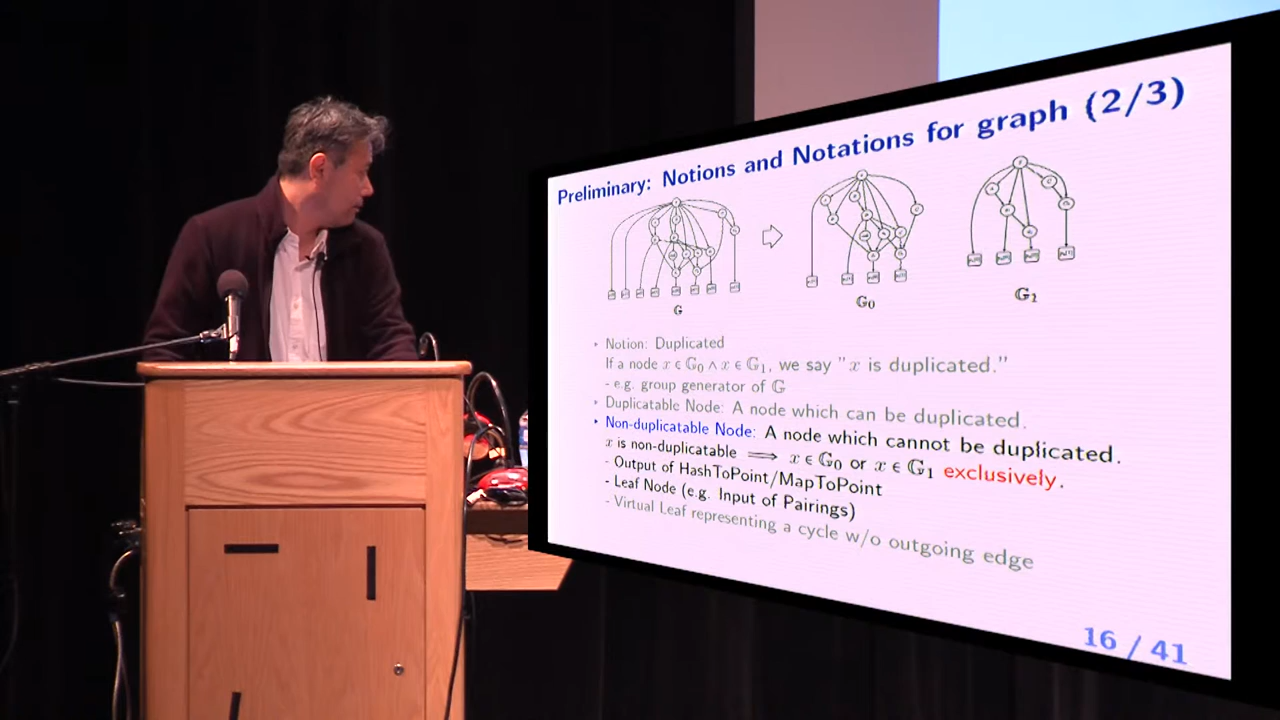 Preliminary: Notions and Notations for graph (2/3)
𝔾
𝔾₀
𝔾₁
‣ Notion: Duplicated
If a node x ∈ 𝔾₀ ∧ x ∈ 𝔾₁, we say "x is duplicated."
- e.g. group generator of 𝔾
‣ Duplicatable Node: A node which can be duplicated.
‣ Non-duplicatable Node: A node which cannot be duplicated.
x is non-duplicatable ⟹ x ∈ 𝔾₀ or x ∈ 𝔾₁ exclusively.
- Output of HashToPoint/MapToPoint
- Leaf Node (e.g. Input of Pairings)
- Virtual Leaf representing a cycle w/o outgoing edge
16 / 41